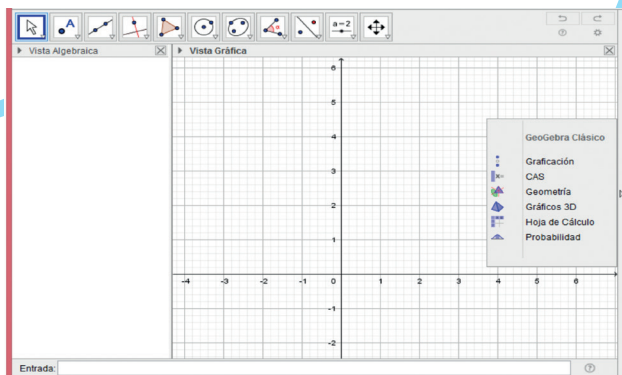 A
α
a=2
Vista Algebraica
Vista Gráfica
6
5
4
3
2
1
0
-4 -3 -2 -1 0 1 2 3 4 5 6
-1
-2
GeoGebra Clásico
Graficación
CAS
Geometría
Gráficos 3D
Hoja de Cálculo
Probabilidad
Entrada: